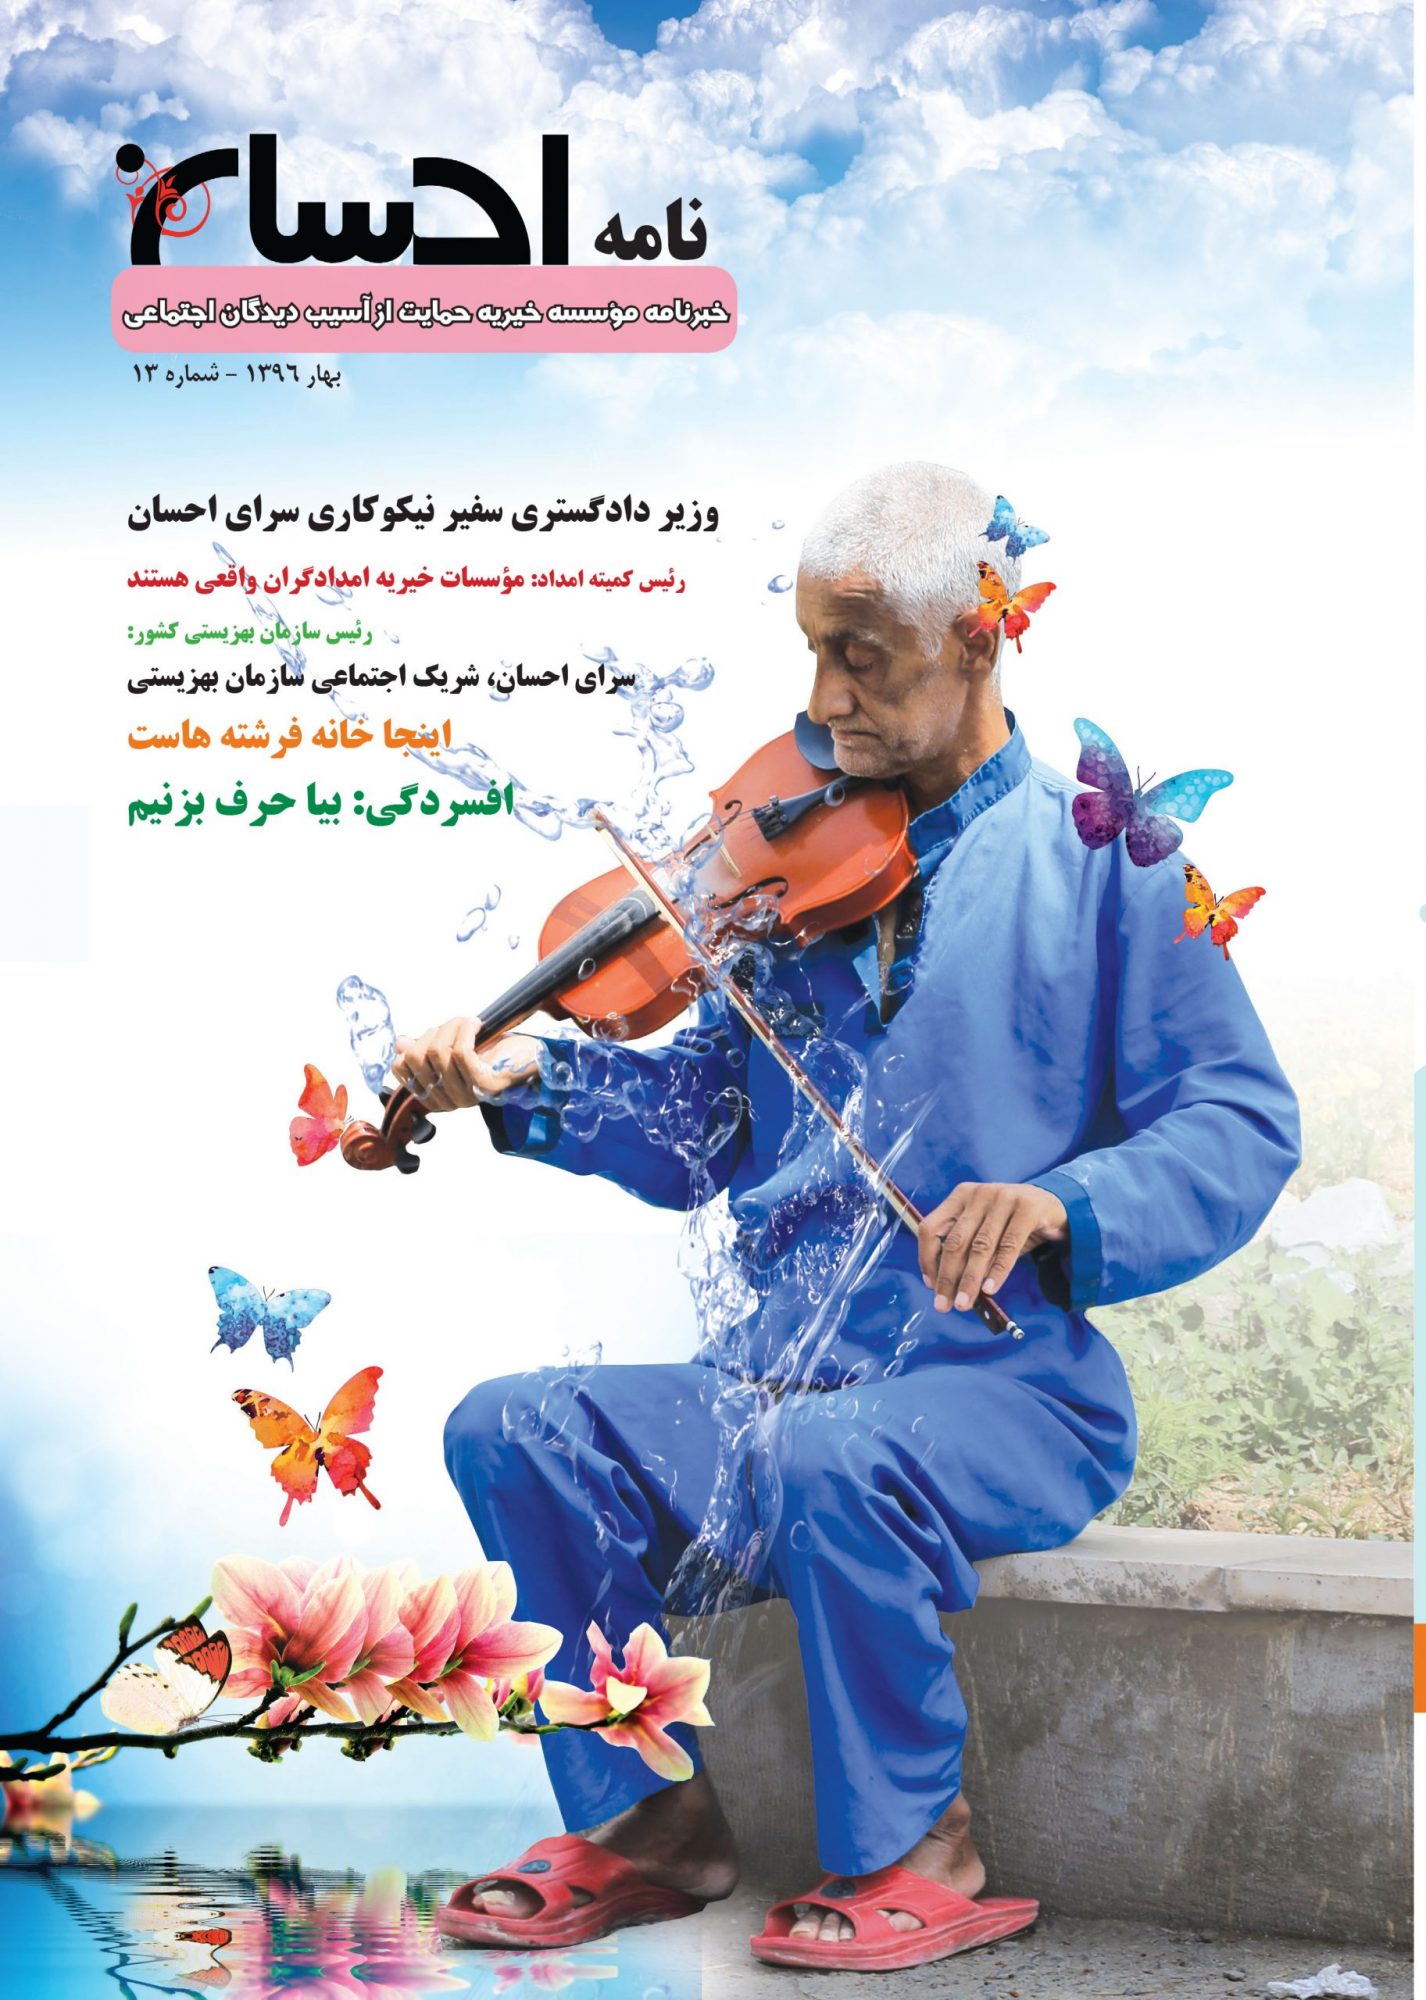 نامه احسان
خبرنامه مؤسسه خیریه حمایت از آسیب دیدگان اجتماعی
بهار ۱۳۹۶ - شماره ۱۳
وزیر دادگستری سفیر نیکوکاری سرای احسان
رئیس کمیته امداد: مؤسسات خیریه امدادگران واقعی هستند
رئیس سازمان بهزیستی کشور:
سرای احسان، شریک اجتماعی سازمان بهزیستی
اینجا خانه فرشته هاست
افسردگی: بیا حرف بزنیم